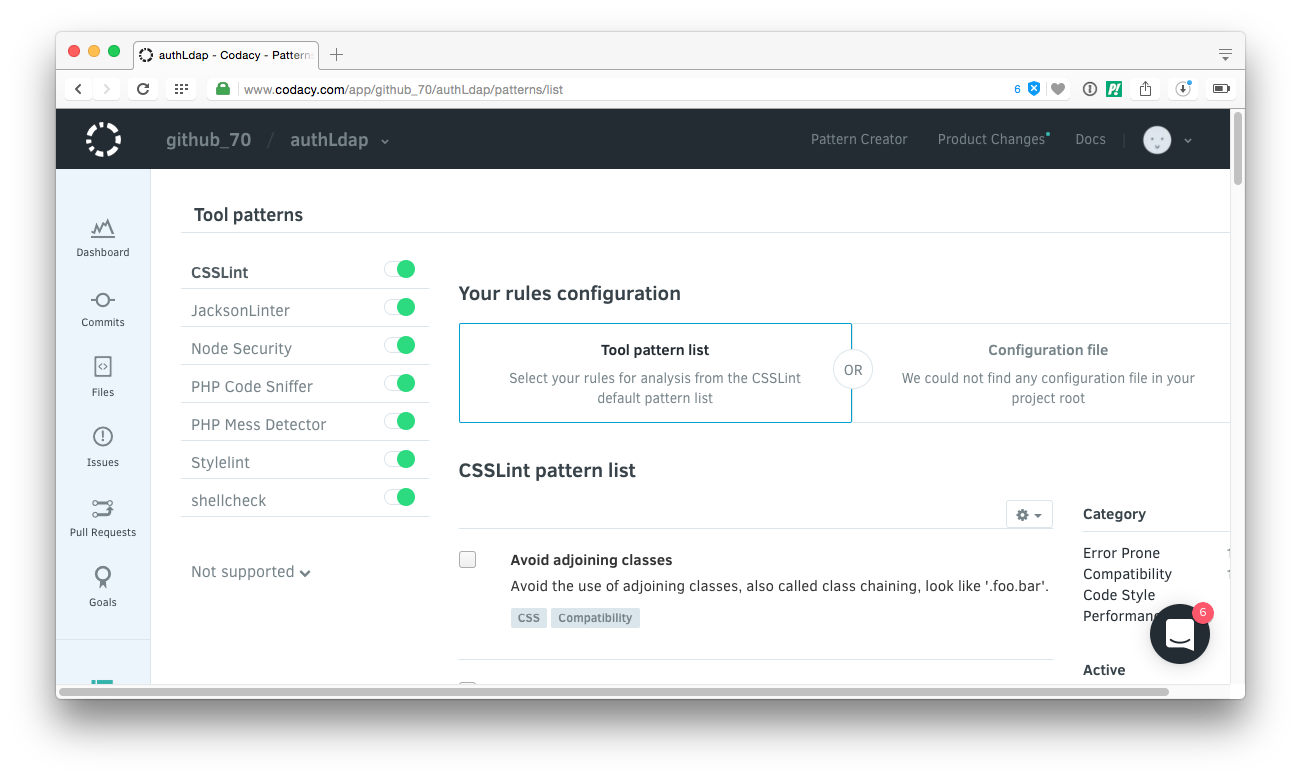 authLdap - Codacy - Pattern
6
www.codacy.com/app/github_70/authLdap/patterns/list
github_70 / authLdap
Pattern Creator
Product Changes
Docs
Dashboard
Commits
Files
Issues
Pull Requests
Goals
Tool patterns
CSSLint
JacksonLinter
Node Security
PHP Code Sniffer
PHP Mess Detector
Stylelint
shellcheck
Not supported
Your rules configuration
Tool pattern list
Select your rules for analysis from the CSSLint
default pattern list
OR
Configuration file
We could not find any configuration file in your
project root
CSSLint pattern list
Avoid adjoining classes
Avoid the use of adjoining classes, also called class chaining, look like '.foo.bar'.
CSS
Compatibility
Category
Error Prone
Compatibility
Code Style
Performan
6
Active